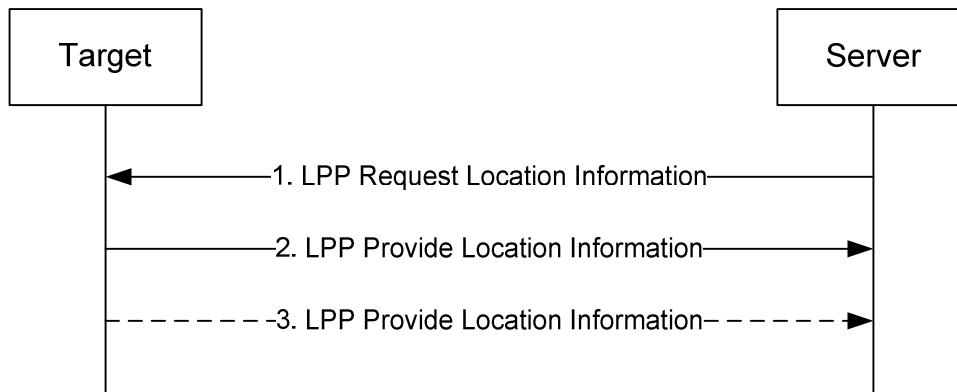 Target
Server
1. LPP Request Location Information
2. LPP Provide Location Information
3. LPP Provide Location Information